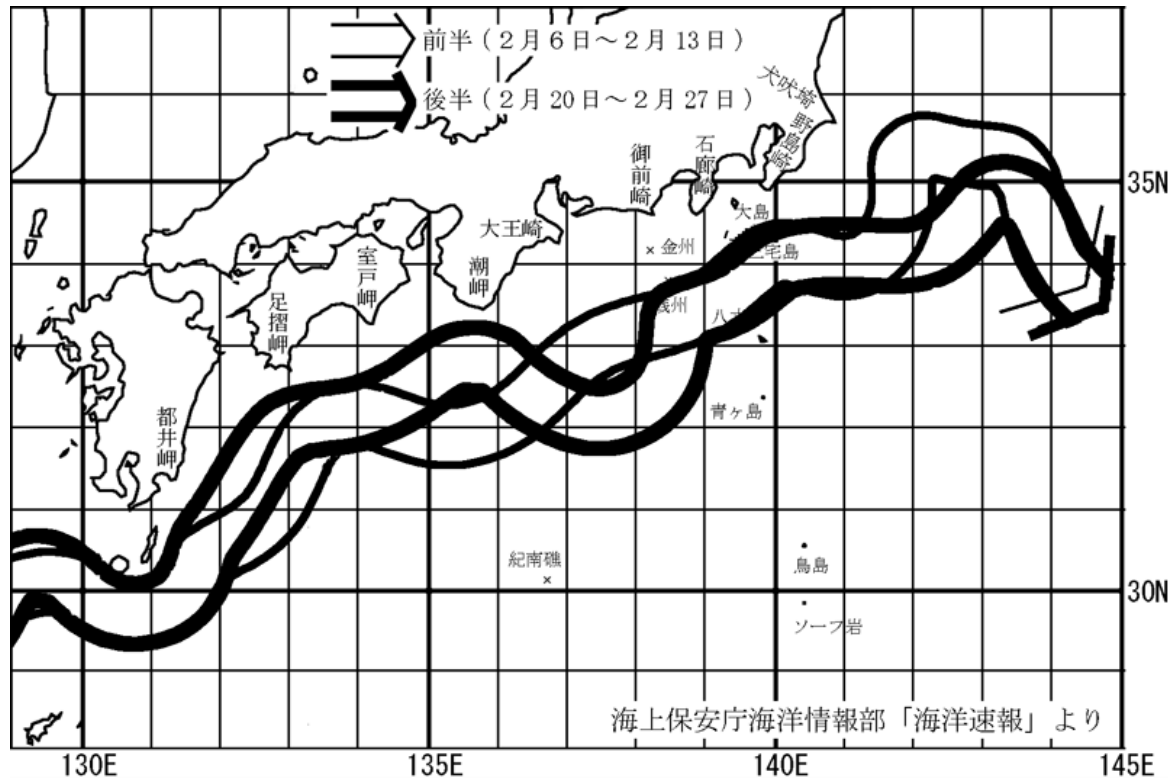 前半（２月６日～２月13日）
後半（２月20日～２月27日）
犬吠埼
野島崎
石廊崎
御前崎
35N
大島
大王崎
金州
三宅島
室戸岬
潮岬
銭州
足摺岬
青ヶ島
都井岬
紀南礁
鳥島
30N
ソーフ岩
海上保安庁海洋情報部「海洋速報」より
130E
135E
140E
145E